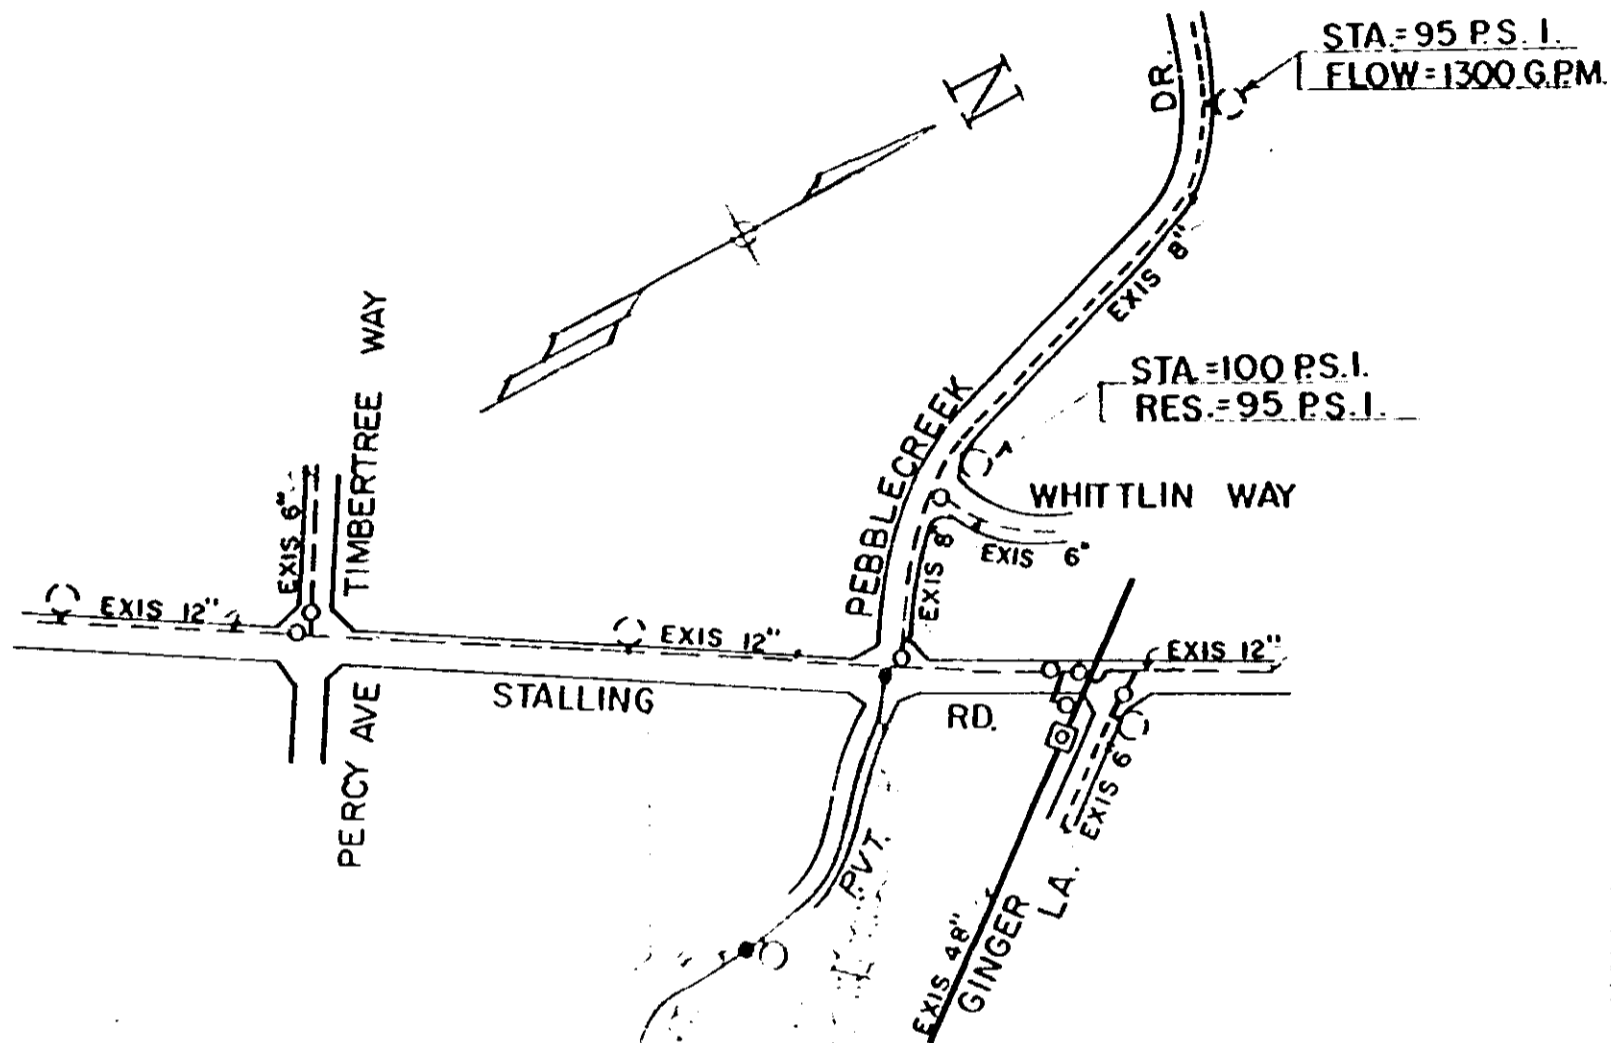 STA.=95 P.S.I.
FLOW=1300 G.P.M.
N
DR.
EXIS 8"
STA.=100 P.S.I.
RES.=95 P.S.I.
PEBBLECREEK
WHITTLIN WAY
EXIS 6"
EXIS 8"
TIMBERTREE WAY
EXIS 6"
EXIS 12"
EXIS 12"
EXIS 12"
STALLING
RD.
PERCY AVE
PVT.
EXIS 6"
GINGER LA.
EXIS 48"